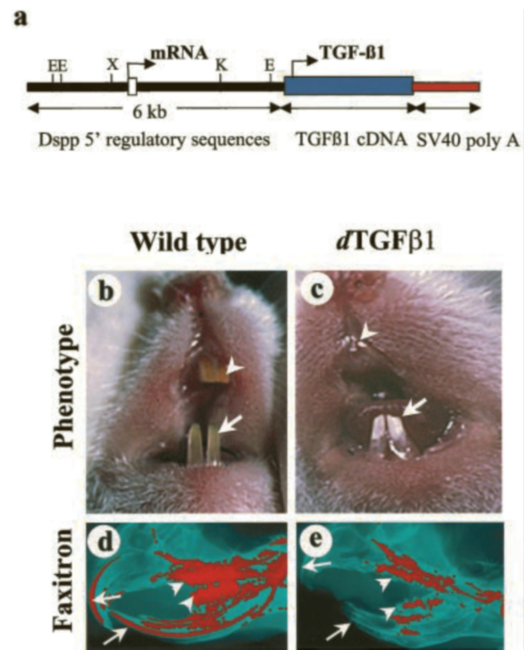 a
mRNA TGF-ß1
EE X K E
6 kb
Dspp 5' regulatory sequences TGFß1 cDNA SV40 poly A
Wild type dTGFβ1
b c
Phenotype
d e
Faxitron